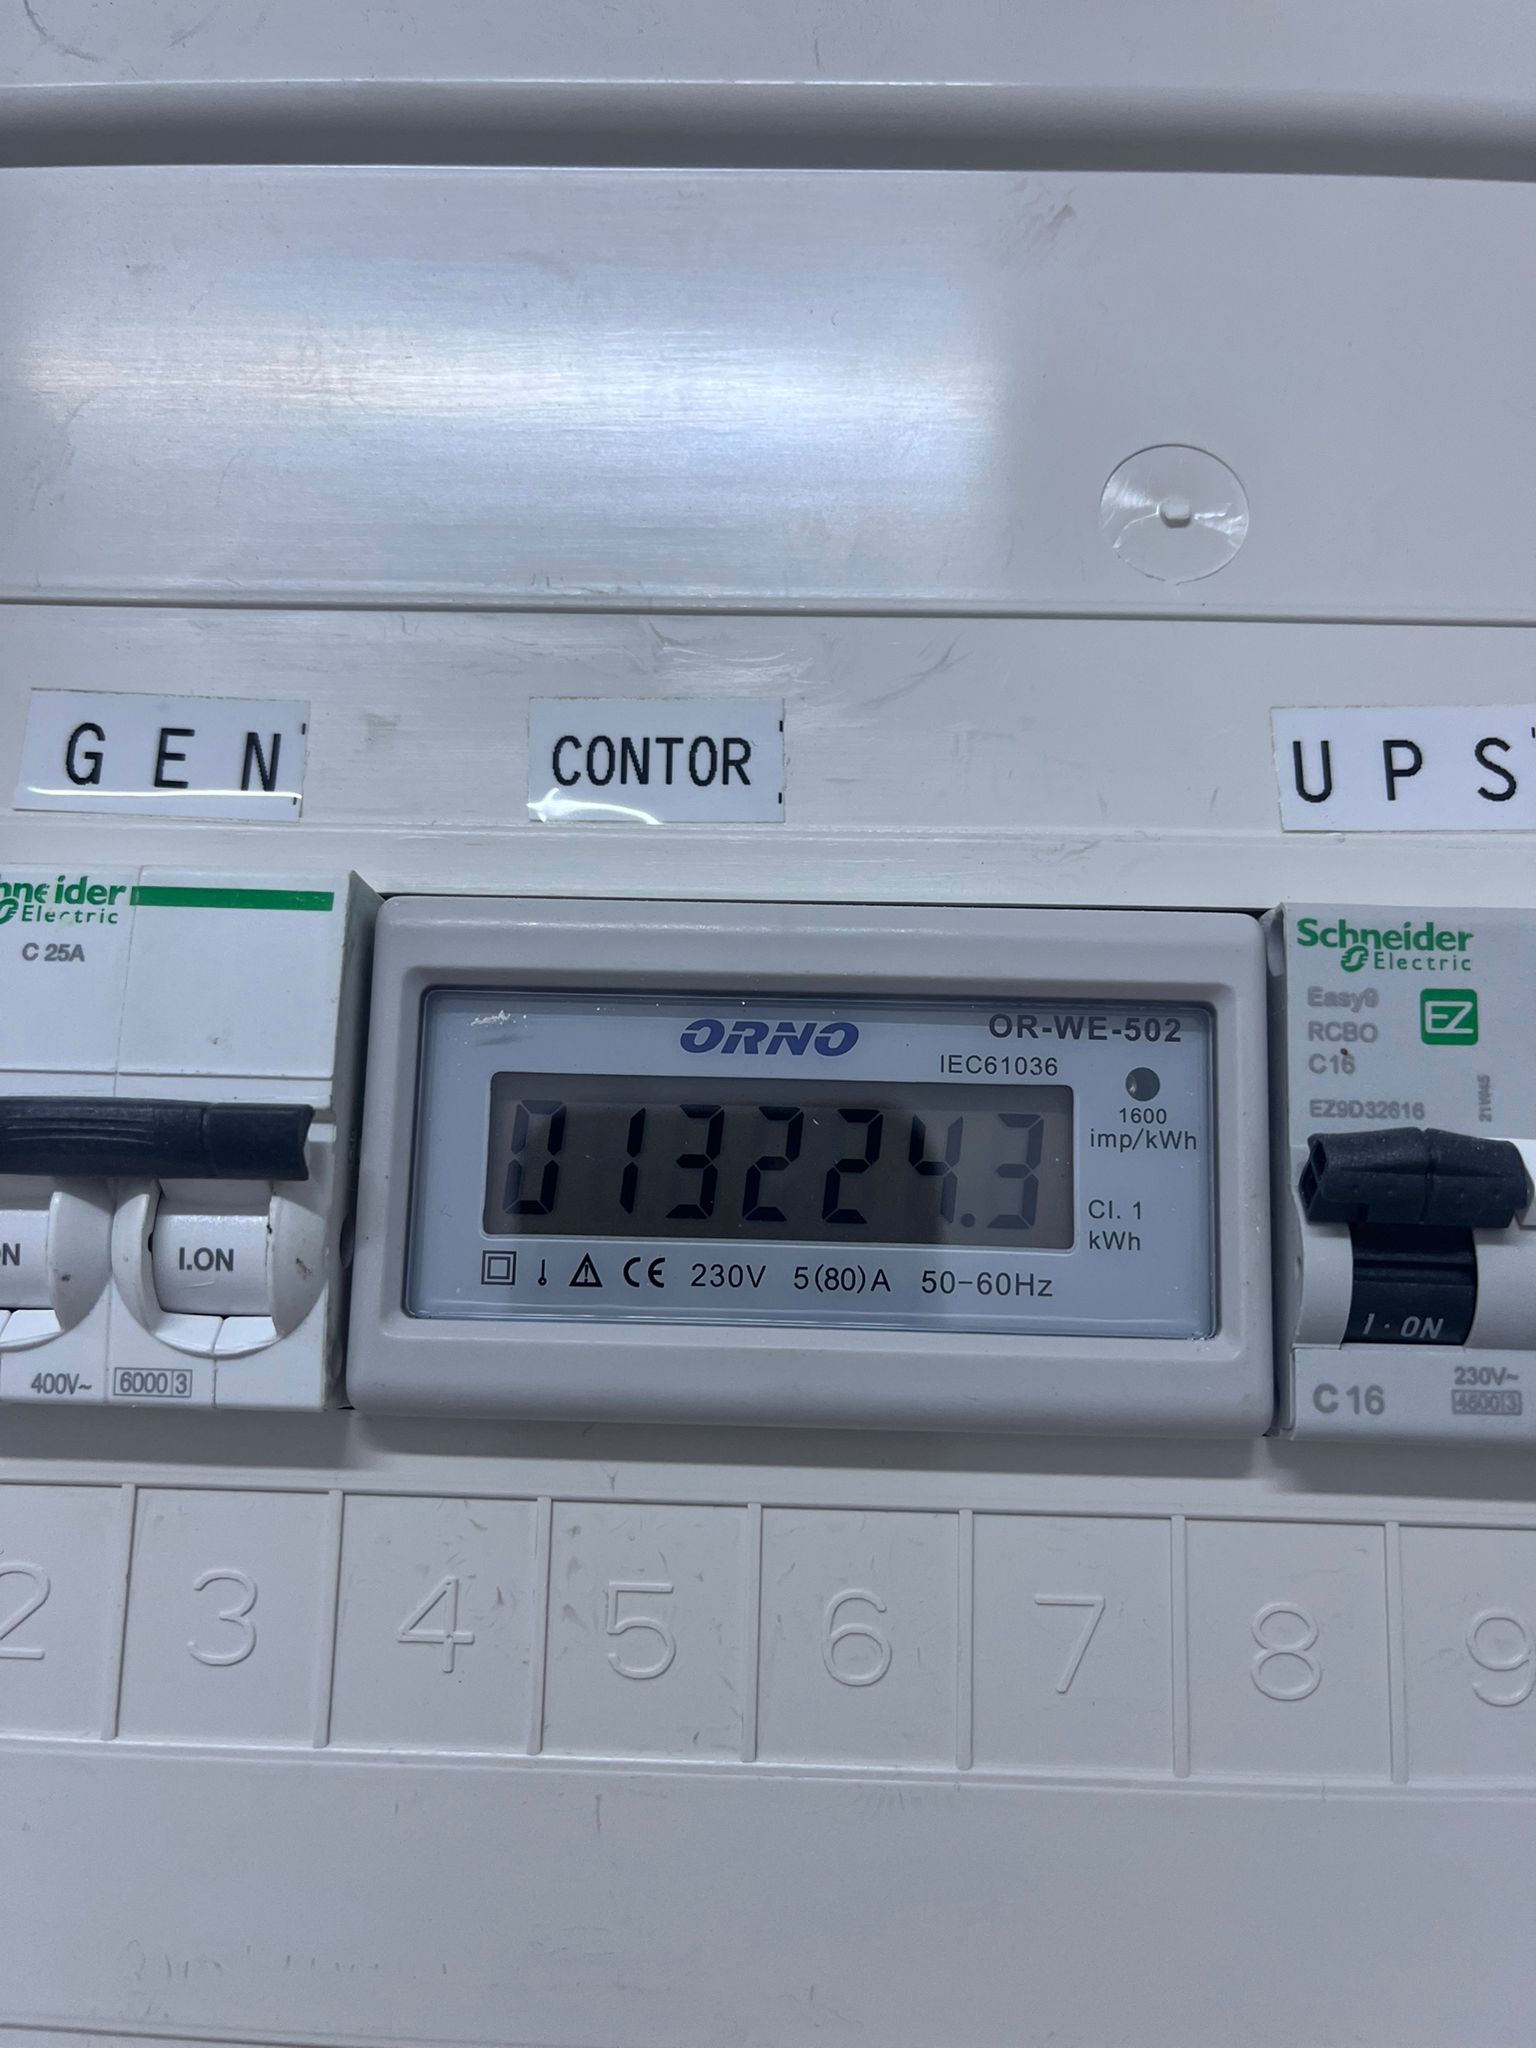 GEN
CONTOR
UPS
Electric
C 25A
ORNO
OR-WE-502
IEC61036
013224.3
1600
imp/kWh
Cl. 1
kWh
CE 230V 5(80)A 50-60Hz
I.ON
400V~ 6000 3
Schneider
Electric
Easy9
EZ
RCBO
C16
EZ9D32616
I·ON
C16
230V~
4500 3
2 3 4 5 6 7 8 9